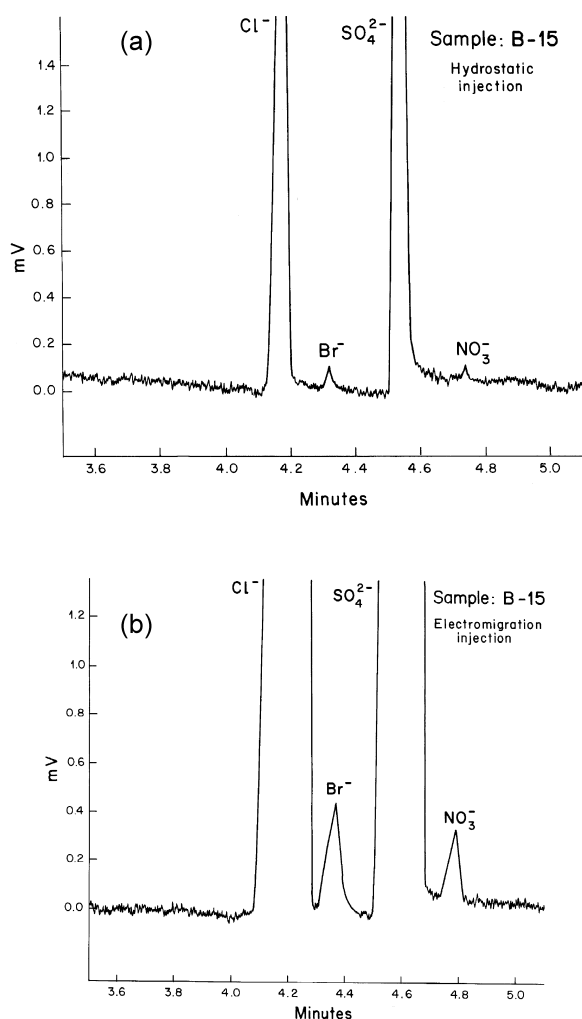 (a)
Cl⁻
SO₄²⁻
Sample: B-15
Hydrostatic
injection
1.4
1.2
1.0
0.8
0.6
0.4
0.2
0.0
mV
Br⁻
NO₃⁻
3.6 3.8 4.0 4.2 4.4 4.6 4.8 5.0
Minutes
(b)
Cl⁻
SO₄²⁻
Sample: B-15
Electromigration
injection
1.2
1.0
0.8
0.6
0.4
0.2
0.0
mV
Br⁻
NO₃⁻
3.6 3.8 4.0 4.2 4.4 4.6 4.8 5.0
Minutes